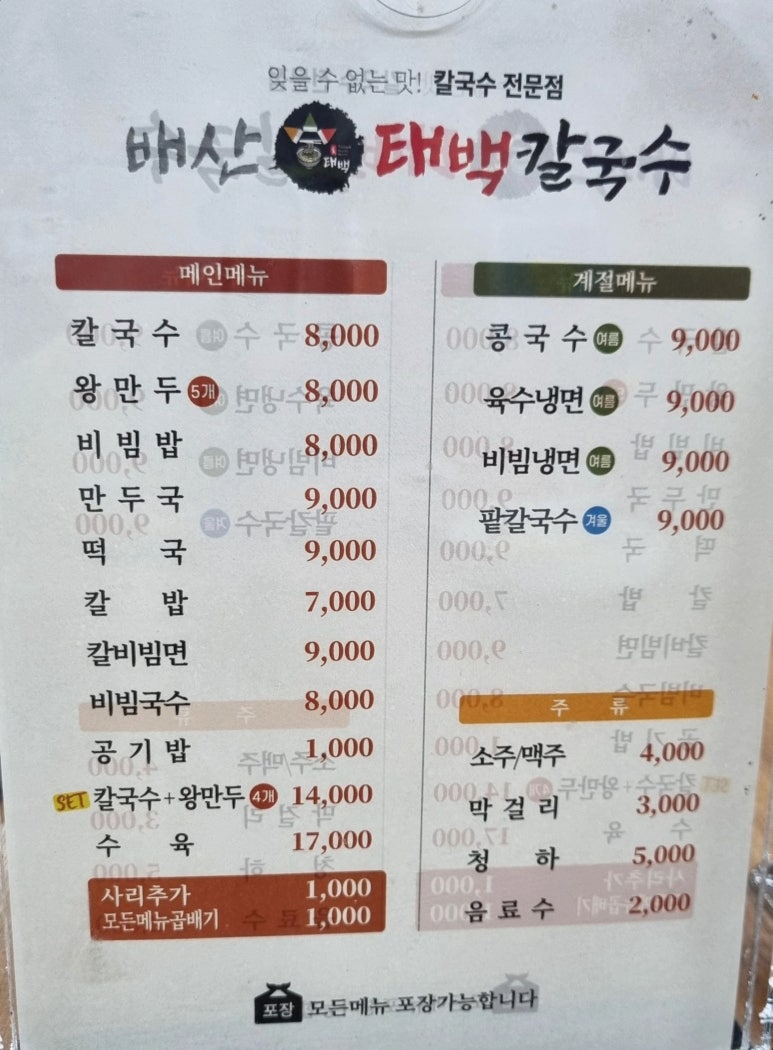 잊을 수 없는 맛! 칼국수 전문점
배산 태백 태백칼국수
메인메뉴
칼국수 8,000
왕만두 5개 8,000
비빔밥 8,000
만두국 9,000
떡국 9,000
칼밥 7,000
칼비빔면 9,000
비빔국수 8,000
공기밥 1,000
SET 칼국수+왕만두 4개 14,000
수육 17,000
사리추가 1,000
모든메뉴곱배기 1,000
계절메뉴
콩국수 여름 9,000
육수냉면 여름 9,000
비빔냉면 여름 9,000
팥칼국수 겨울 9,000
주류
소주/맥주 4,000
막걸리 3,000
청하 5,000
음료수 2,000
포장 모든메뉴 포장가능합니다